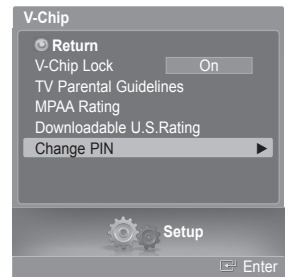 V-Chip
Return
V-Chip Lock On
TV Parental Guidelines
MPAA Rating
Downloadable U.S.Rating
Change PIN ►
Setup
Enter